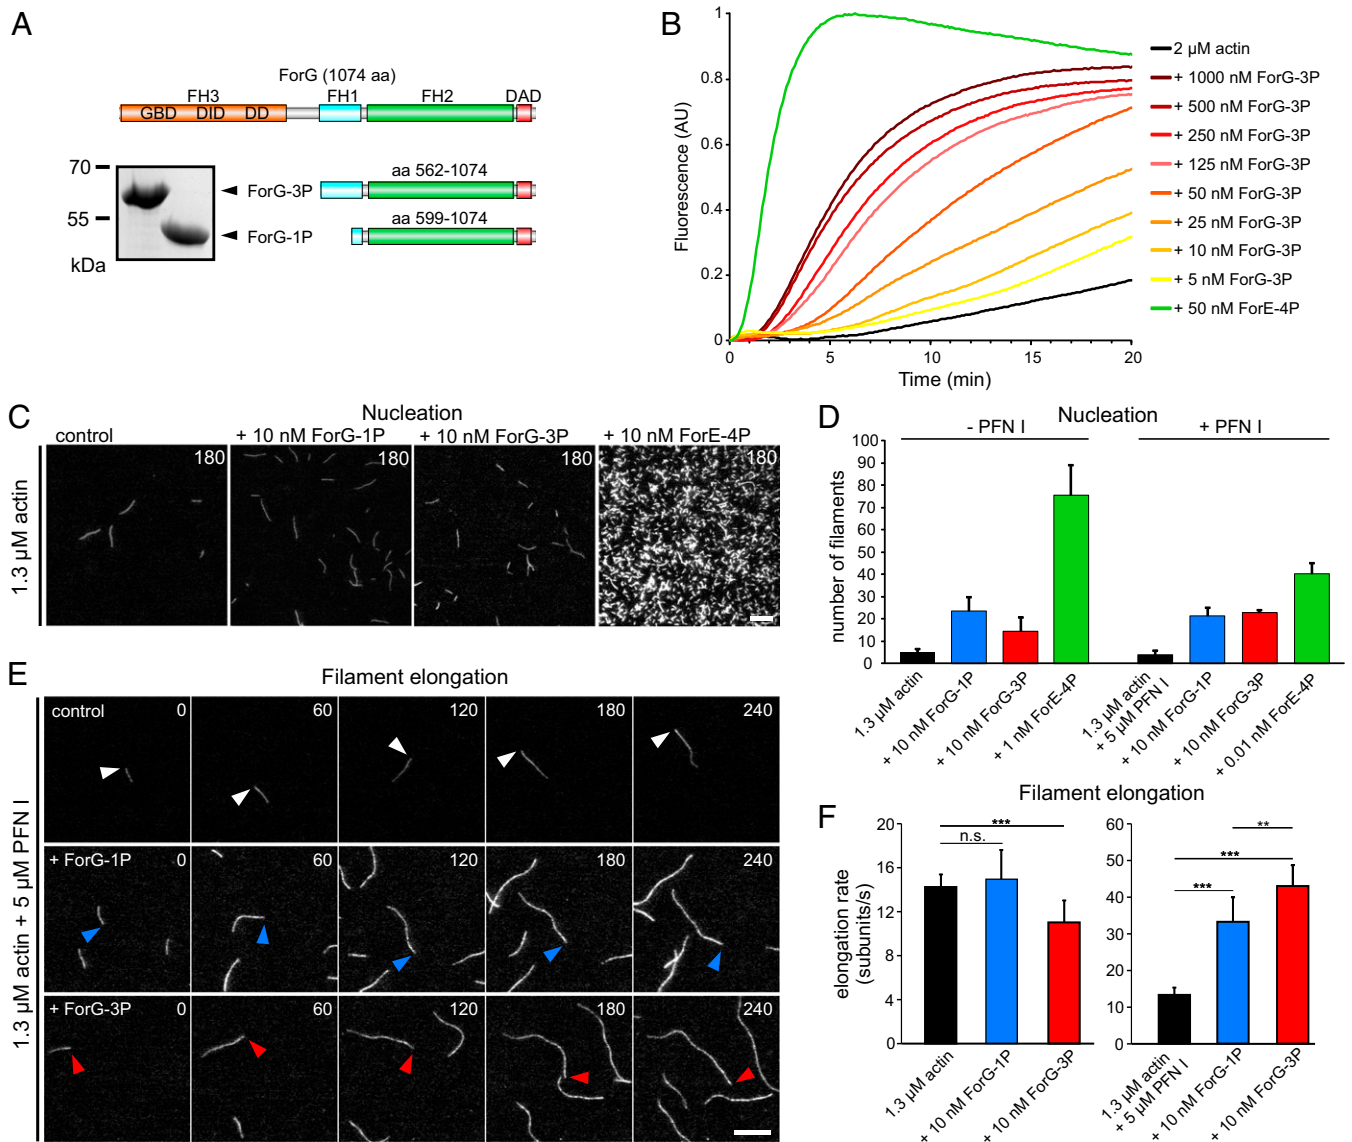 A
ForG (1074 aa)
FH3
FH1
FH2
DAD
GBD
DID
DD
70
55
kDa
ForG-3P
ForG-1P
aa 562-1074
aa 599-1074
B
Fluorescence (AU)
1
0.8
0.6
0.4
0.2
0
0
5
10
15
20
Time (min)
2 µM actin
+ 1000 nM ForG-3P
+ 500 nM ForG-3P
+ 250 nM ForG-3P
+ 125 nM ForG-3P
+ 50 nM ForG-3P
+ 25 nM ForG-3P
+ 10 nM ForG-3P
+ 5 nM ForG-3P
+ 50 nM ForE-4P
C
Nucleation
control
+ 10 nM ForG-1P
+ 10 nM ForG-3P
+ 10 nM ForE-4P
1.3 µM actin
180
180
180
180
D
Nucleation
- PFN I
+ PFN I
number of filaments
100
90
80
70
60
50
40
30
20
10
0
1.3 µM actin
+ 10 nM ForG-1P
+ 10 nM ForG-3P
+ 1 nM ForE-4P
1.3 µM actin
+ 5 µM PFN I
+ 10 nM ForG-1P
+ 10 nM ForG-3P
+ 0.01 nM ForE-4P
E
Filament elongation
1.3 µM actin + 5 µM PFN I
control
0
60
120
180
240
+ ForG-1P
0
60
120
180
240
+ ForG-3P
0
60
120
180
240
F
Filament elongation
elongation rate
(subunits/s)
20
16
12
8
4
0
***
n.s.
1.3 µM actin
+ 10 nM ForG-1P
+ 10 nM ForG-3P
60
50
40
30
20
10
0
**
***
***
1.3 µM actin
+ 5 µM PFN I
+ 10 nM ForG-1P
+ 10 nM ForG-3P